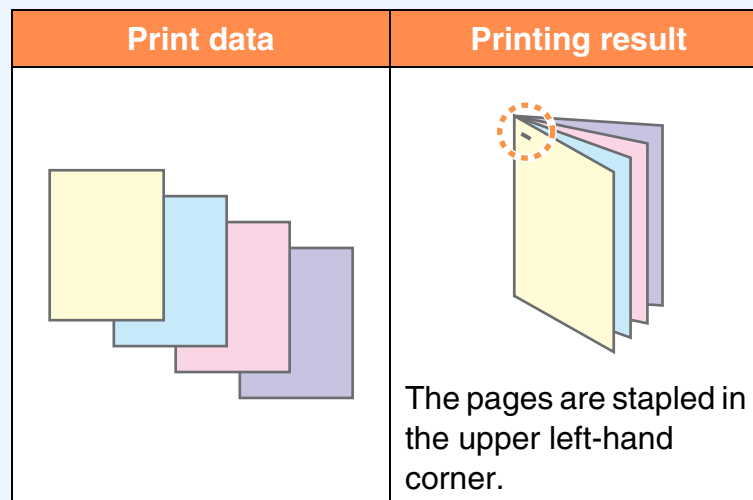 Print data
Printing result
The pages are stapled in
the upper left-hand
corner.